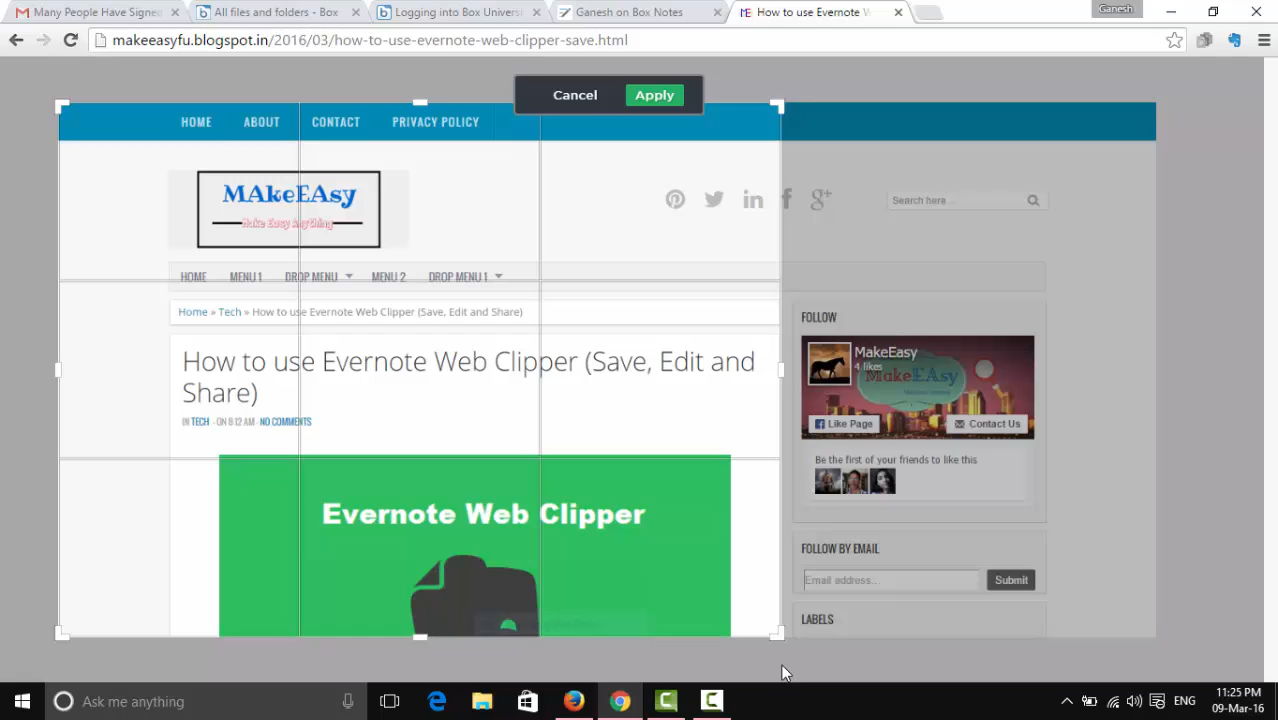 Many People Have Signed
All files and folders - Box
Logging into Box Univers
Ganesh on Box Notes
How to use Evernote W
Ganesh
makeeasyfu.blogspot.in/2016/03/how-to-use-evernote-web-clipper-save.html
Cancel Apply
HOME ABOUT CONTACT PRIVACY POLICY
MAkeEAsy
Make Easy Anything
Search here ...
HOME MENU 1 DROP MENU MENU 2 DROP MENU 1
Home » Tech » How to use Evernote Web Clipper (Save, Edit and Share)
How to use Evernote Web Clipper (Save, Edit and
Share)
IN TECH - ON 8:12 AM - NO COMMENTS
Evernote Web Clipper
FOLLOW
MakeEasy
4 likes
MakeEAsy
Like Page
Contact Us
Be the first of your friends to like this
FOLLOW BY EMAIL
Email address... Submit
LABELS
Ask me anything
ENG
11:25 PM
09-Mar-16